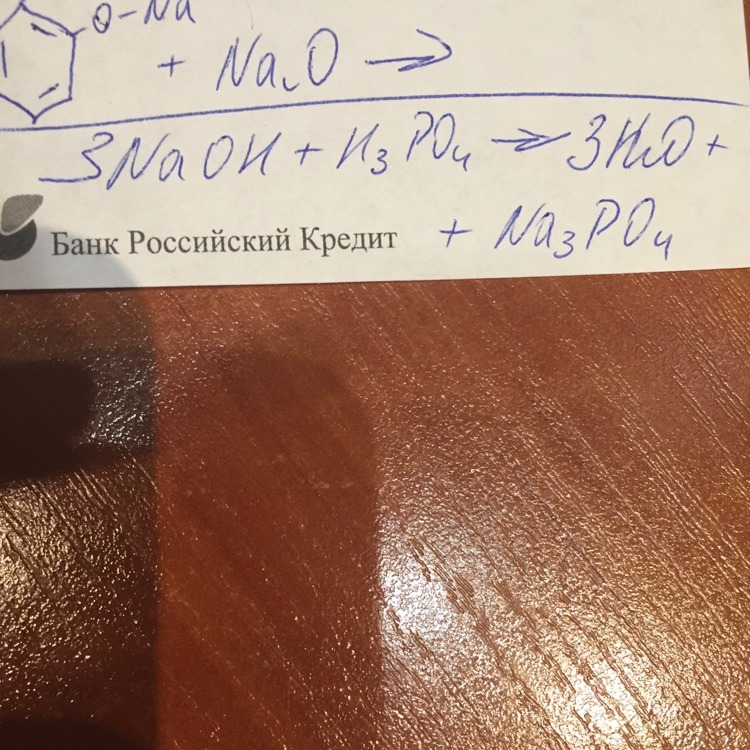 O-Na
+ Na₂O →
3NaOH + H₃PO₄ → 3H₂O +
Банк Российский Кредит + Na₃PO₄